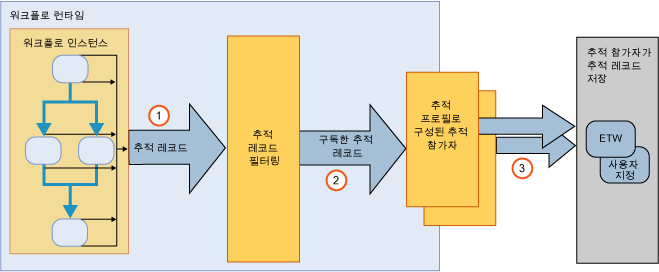 워크플로 런타임
워크플로 인스턴스
1
추적 레코드
추적
레코드
필터링
구독한 추적
레코드
2
추적
프로필로
구성된 추적
참가자
3
추적 참가자가
추적 레코드
저장
ETW
사용자
지정